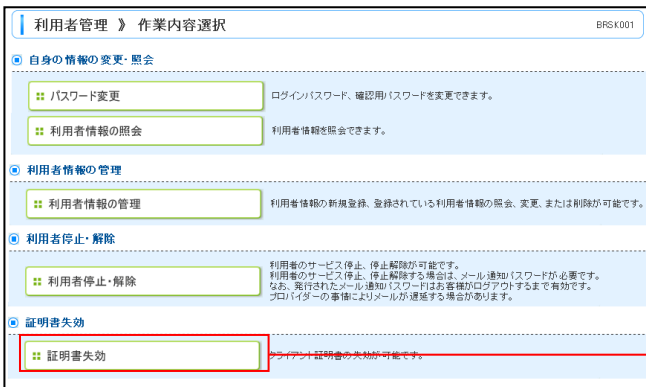 利用者管理 》 作業内容選択
BRSK001
自身の情報の変更・照会
パスワード変更
ログインパスワード、確認用パスワードを変更できます。
利用者情報の照会
利用者情報を照会できます。
利用者情報の管理
利用者情報の管理
利用者情報の新規登録、登録されている利用者情報の照会、変更、または削除が可能です。
利用者停止・解除
利用者停止・解除
利用者のサービス停止、停止解除が可能です。
利用者のサービス停止、停止解除する場合は、メール通知パスワードが必要です。
なお、発行されたメール通知パスワードはお客様がログアウトするまで有効です。
プロバイダーの事情によりメールが遅延する場合があります。
証明書失効
証明書失効
クライアント証明書の失効が可能です。